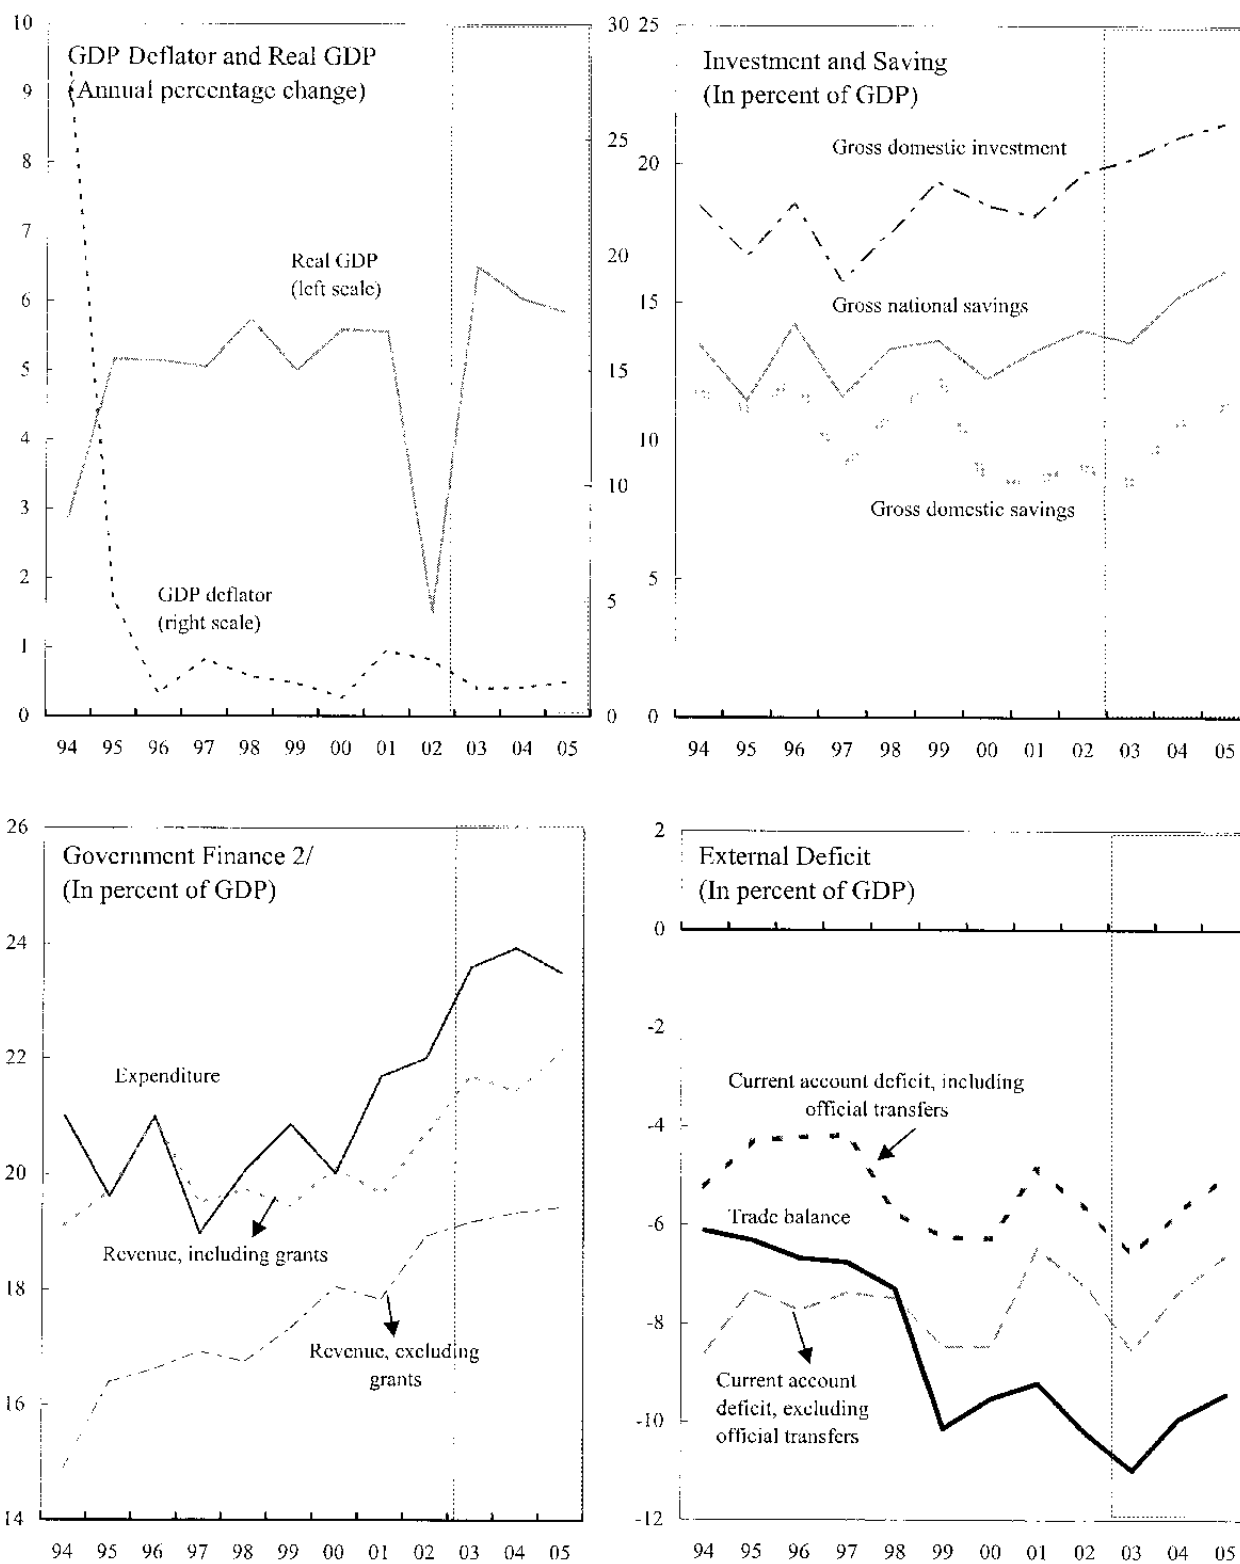 GDP Deflator and Real GDP
(Annual percentage change)
10
9
8
7
6
5
4
3
2
1
0
30
25
20
15
10
5
0
Real GDP
(left scale)
GDP deflator
(right scale)
94 95 96 97 98 99 00 01 02 03 04 05
Investment and Saving
(In percent of GDP)
25
20
15
10
5
0
Gross domestic investment
Gross national savings
Gross domestic savings
94 95 96 97 98 99 00 01 02 03 04 05
Government Finance 2/
(In percent of GDP)
26
24
22
20
18
16
14
Expenditure
Revenue, including grants
Revenue, excluding
grants
94 95 96 97 98 99 00 01 02 03 04 05
External Deficit
(In percent of GDP)
2
0
-2
-4
-6
-8
-10
-12
Current account deficit, including
official transfers
Trade balance
Current account
deficit, excluding
official transfers
94 95 96 97 98 99 00 01 02 03 04 05